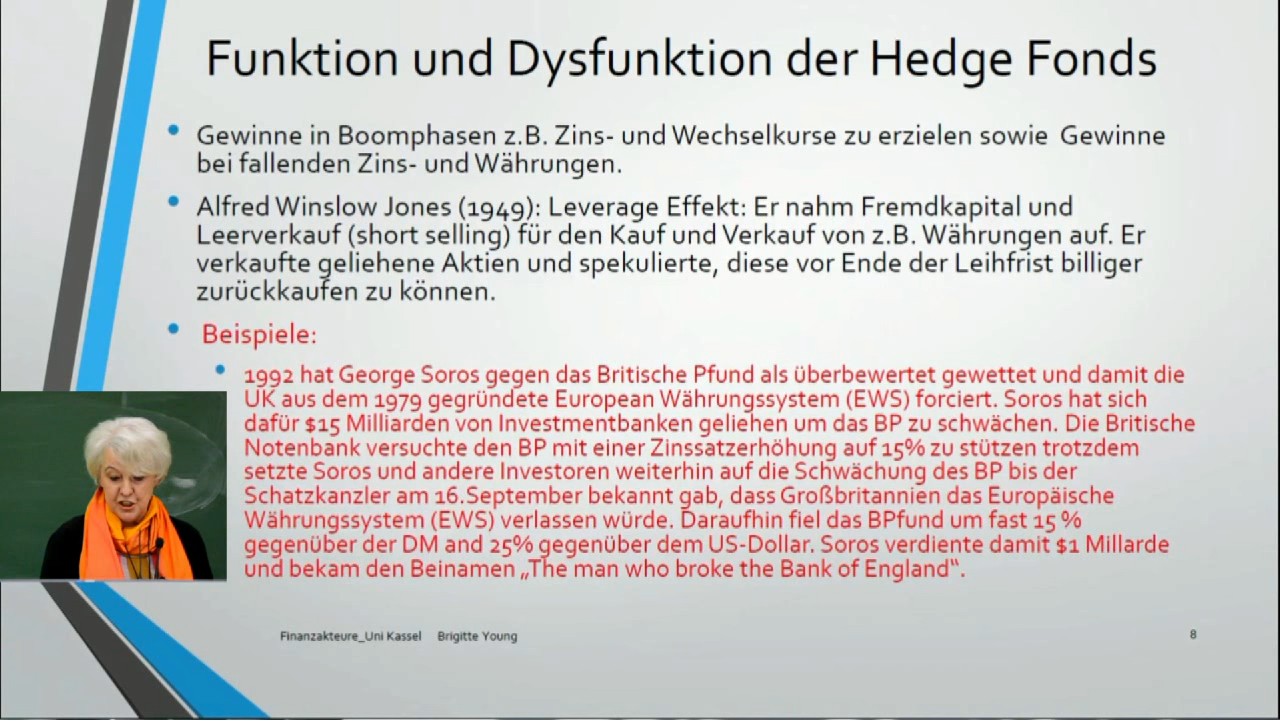 Funktion und Dysfunktion der Hedge Fonds
• Gewinne in Boomphasen z.B. Zins- und Wechselkurse zu erzielen sowie Gewinne
bei fallenden Zins- und Währungen.
• Alfred Winslow Jones (1949): Leverage Effekt: Er nahm Fremdkapital und
Leerverkauf (short selling) für den Kauf und Verkauf von z.B. Währungen auf. Er
verkaufte geliehene Aktien und spekulierte, diese vor Ende der Leihfrist billiger
zurückkaufen zu können.
• Beispiele:
• 1992 hat George Soros gegen das Britische Pfund als überbewertet gewettet und damit die
UK aus dem 1979 gegründete European Währungssystem (EWS) forciert. Soros hat sich
dafür $15 Milliarden von Investmentbanken geliehen um das BP zu schwächen. Die Britische
Notenbank versuchte den BP mit einer Zinssatzerhöhung auf 15% zu stützen trotzdem
setzte Soros und andere Investoren weiterhin auf die Schwächung des BP bis der
Schatzkanzler am 16.September bekannt gab, dass Großbritannien das Europäische
Währungssystem (EWS) verlassen würde. Daraufhin fiel das BPfund um fast 15 %
gegenüber der DM and 25% gegenüber dem US-Dollar. Soros verdiente damit $1 Millarde
und bekam den Beinamen „The man who broke the Bank of England“.
Finanzakteure_Uni Kassel Brigitte Young
8